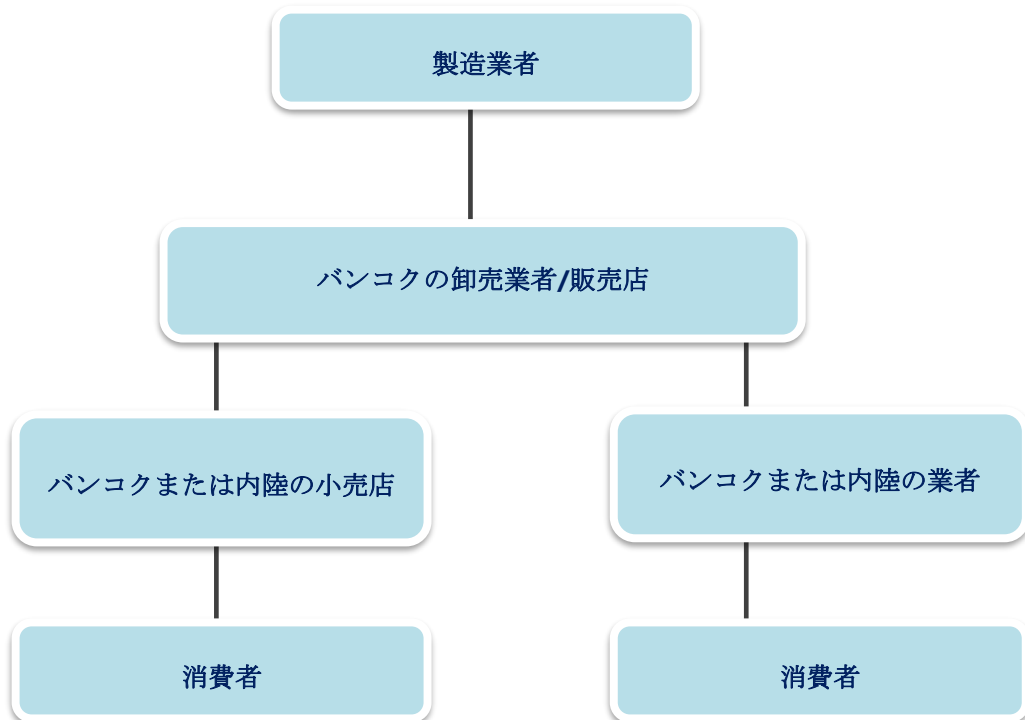 製造業者
バンコクの卸売業者/販売店
バンコクまたは内陸の小売店
バンコクまたは内陸の業者
消費者
消費者